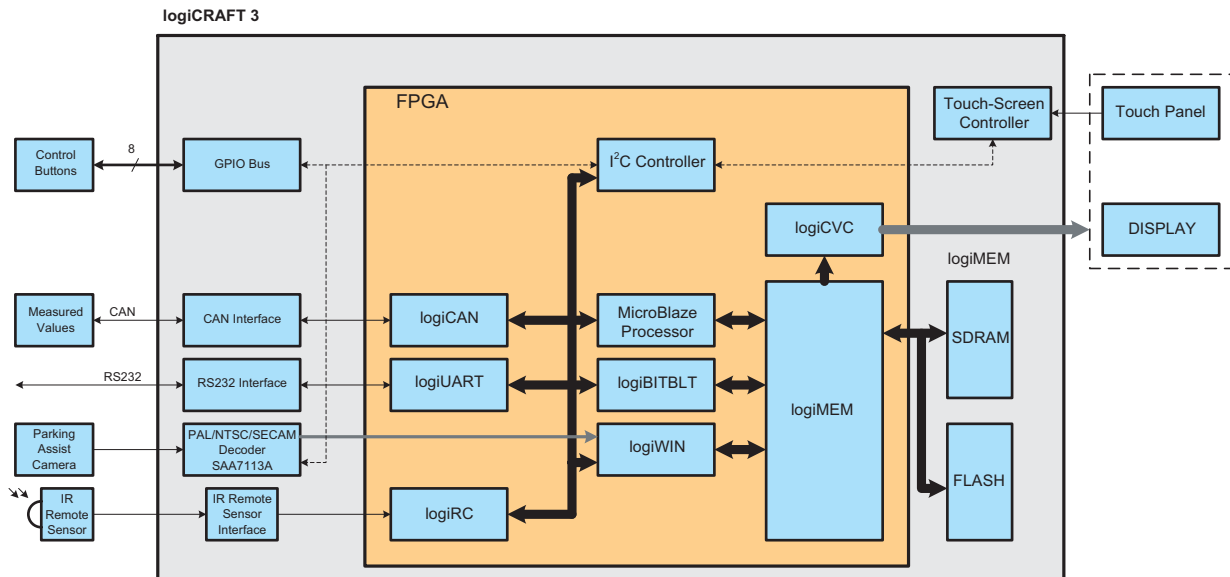 logiCRAFT 3
FPGA
Touch-Screen
Controller
Touch Panel
Control
Buttons
8
GPIO Bus
I²C Controller
logiCVC
DISPLAY
logiMEM
Measured
Values
CAN
CAN Interface
logiCAN
MicroBlaze
Processor
SDRAM
RS232
RS232 Interface
logiUART
logiBITBLT
logiMEM
Parking
Assist
Camera
PAL/NTSC/SECAM
Decoder
SAA7113A
logiWIN
FLASH
IR
Remote
Sensor
IR Remote
Sensor
Interface
logiRC